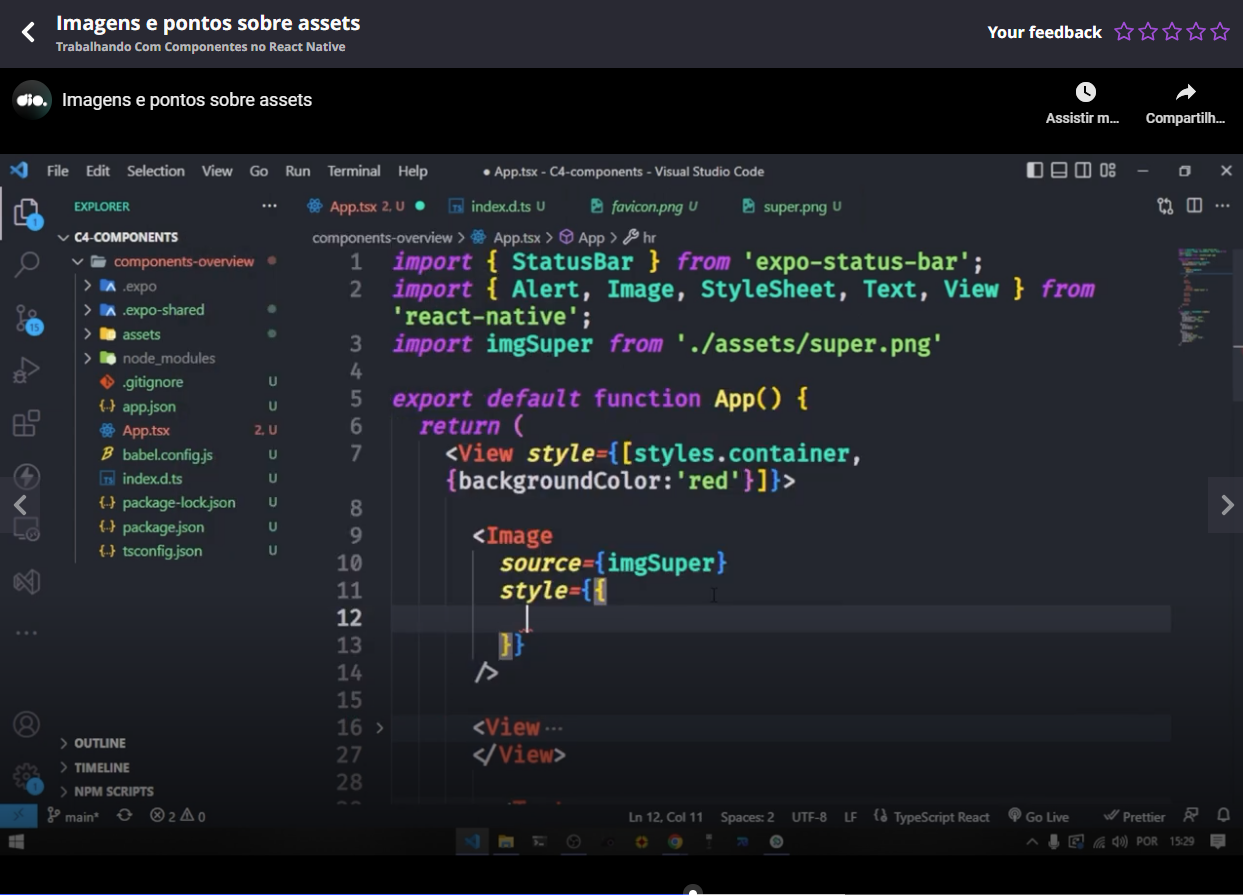 Imagens e pontos sobre assets
Trabalhando Com Componentes no React Native
Your feedback
dio.
Imagens e pontos sobre assets
Assistir m...
Compartilh...
File Edit Selection View Go Run Terminal Help
● App.tsx - C4-components - Visual Studio Code
EXPLORER ...
App.tsx 2, U ●
index.d.ts U
favicon.png U
super.png U
C4-COMPONENTS
components-overview > App.tsx > App > hr
components-overview
.expo
.expo-shared
assets
node_modules
.gitignore U
app.json U
App.tsx 2, U
babel.config.js U
index.d.ts U
package-lock.json U
package.json U
tsconfig.json U
1
15
1 import { StatusBar } from 'expo-status-bar';
2 import { Alert, Image, StyleSheet, Text, View } from
'react-native';
3 import imgSuper from './assets/super.png'
4
5 export default function App() {
6 return (
7 <View style={[styles.container,
{backgroundColor:'red'}]}>
8
9 <Image
10 source={imgSuper}
11 style={{
12
13 }}
14 />
15
16 > <View ...
27 </View>
28
OUTLINE
TIMELINE
NPM SCRIPTS
1
main* 2 0
Ln 12, Col 11 Spaces: 2 UTF-8 LF TypeScript React Go Live Prettier
POR 15:29